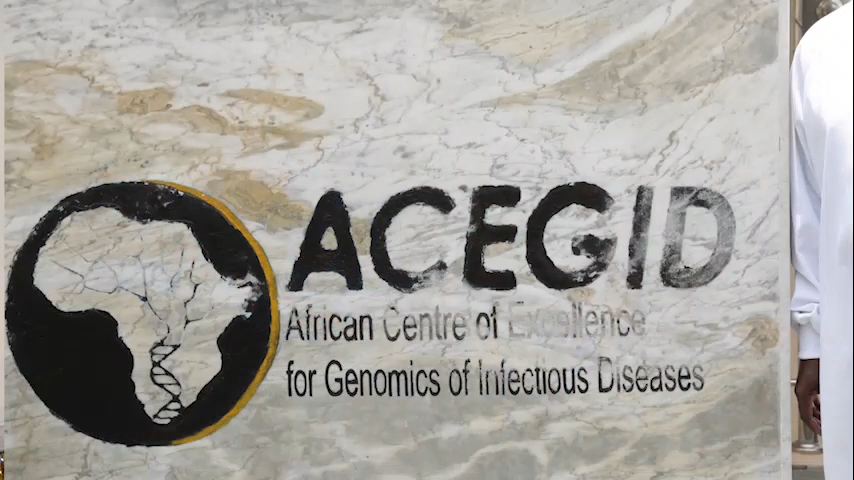 ACEGID
African Centre of Excellence
for Genomics of Infectious Diseases